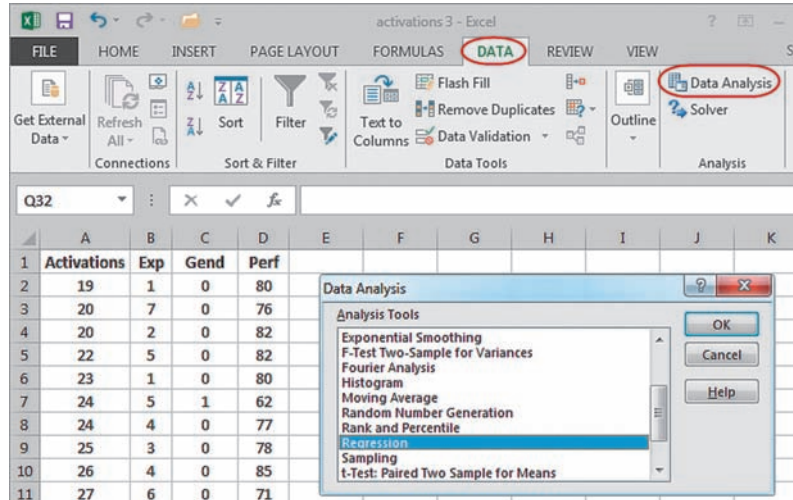 activations 3 - Excel
FILE HOME INSERT PAGE LAYOUT FORMULAS DATA REVIEW VIEW S
Get External Data
Refresh All
Connections
Sort
Filter
Sort & Filter
Text to Columns
Flash Fill
Remove Duplicates
Data Validation
Data Tools
Outline
Data Analysis
Solver
Analysis
Q32 fx
A B C D E F G H I J K
1 Activations Exp Gend Perf
2 19 1 0 80
3 20 7 0 76
4 20 2 0 82
5 22 5 0 82
6 23 1 0 80
7 24 5 1 62
8 24 4 0 77
9 25 3 0 78
10 26 4 0 85
11 27 6 0 71
Data Analysis
Analysis Tools
Exponential Smoothing
F-Test Two-Sample for Variances
Fourier Analysis
Histogram
Moving Average
Random Number Generation
Rank and Percentile
Regression
Sampling
t-Test: Paired Two Sample for Means
OK
Cancel
Help